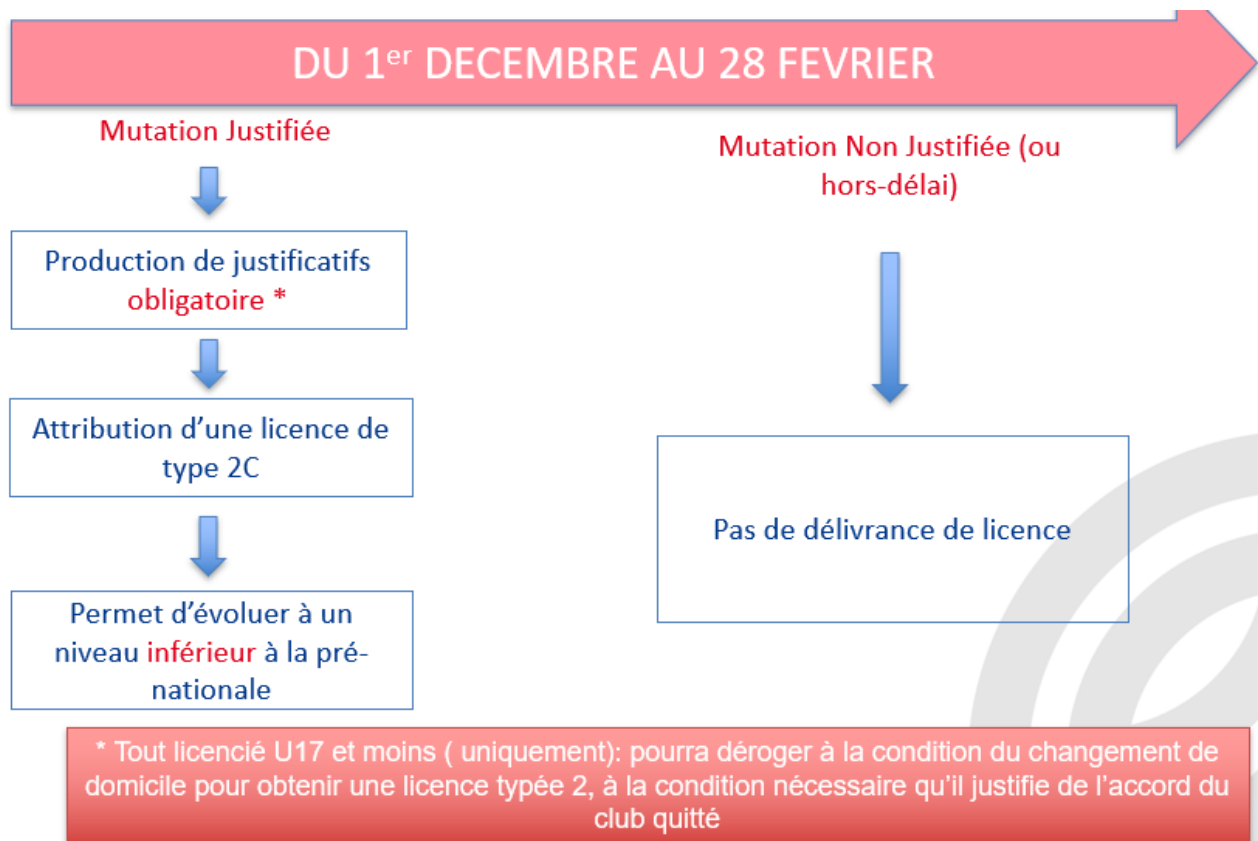 DU 1er DECEMBRE AU 28 FEVRIER
Mutation Justifiée
Production de justificatifs
obligatoire *
Attribution d'une licence de
type 2C
Permet d'évoluer à un
niveau inférieur à la pré-
nationale
Mutation Non Justifiée (ou
hors-délai)
Pas de délivrance de licence
* Tout licencié U17 et moins ( uniquement): pourra déroger à la condition du changement de
domicile pour obtenir une licence typée 2, à la condition nécessaire qu'il justifie de l'accord du
club quitté